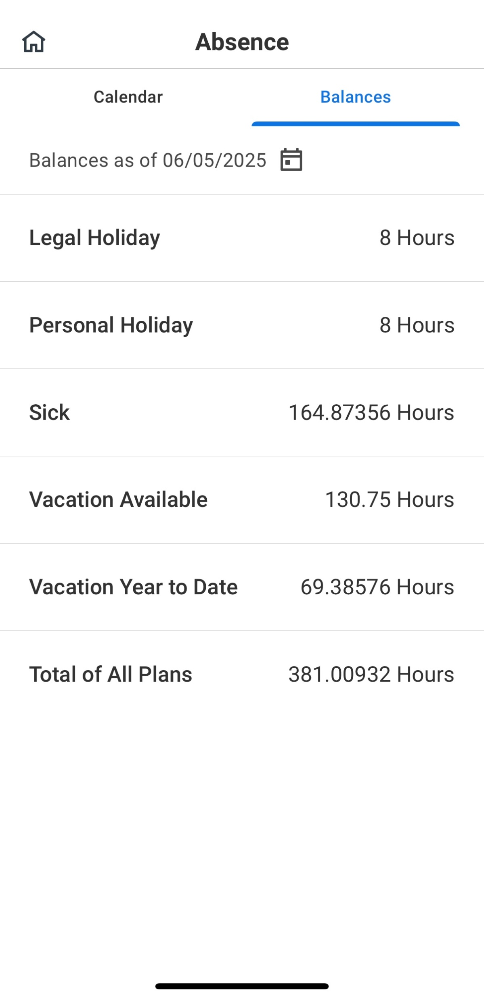 Absence
Calendar Balances
Balances as of 06/05/2025
Legal Holiday 8 Hours
Personal Holiday 8 Hours
Sick 164.87356 Hours
Vacation Available 130.75 Hours
Vacation Year to Date 69.38576 Hours
Total of All Plans 381.00932 Hours